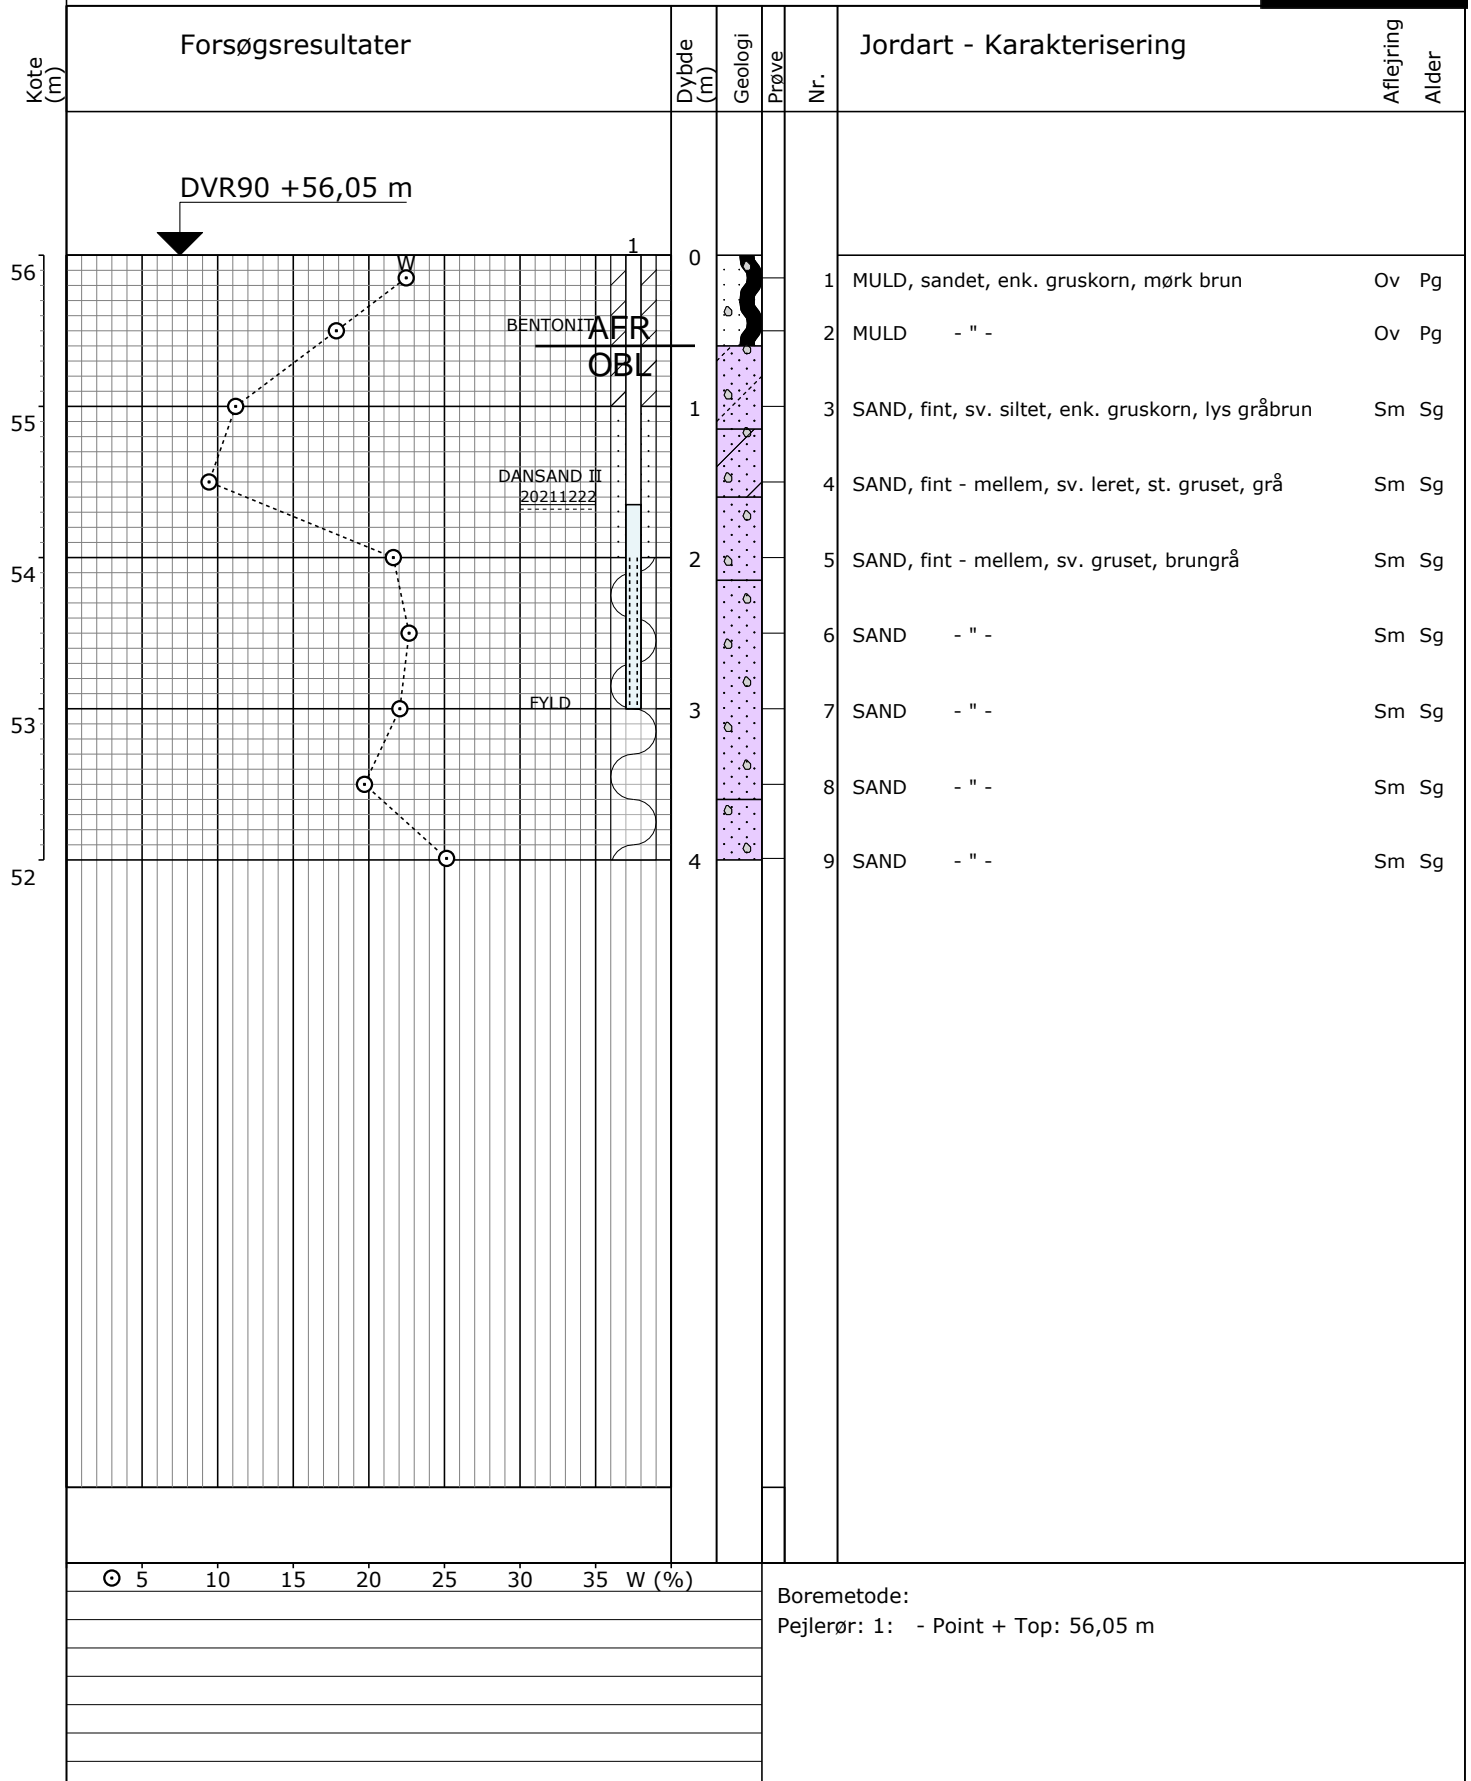 Kote (m)
Forsøgsresultater
Dybde (m)
Geologi
Prøve
Nr.
Jordart - Karakterisering
Aflejring
Alder
DVR90 +56,05 m
1
W
56
0
1 MULD, sandet, enk. gruskorn, mørk brun Ov Pg
BENTONIT
AFR
2 MULD - " - Ov Pg
OBL
55
1
3 SAND, fint, sv. siltet, enk. gruskorn, lys gråbrun Sm Sg
DANSAND II
20211222
4 SAND, fint - mellem, sv. leret, st. gruset, grå Sm Sg
54
2
5 SAND, fint - mellem, sv. gruset, brungrå Sm Sg
6 SAND - " - Sm Sg
FYLD
53
3
7 SAND - " - Sm Sg
8 SAND - " - Sm Sg
52
4
9 SAND - " - Sm Sg
5 10 15 20 25 30 35 W (%)
Boremetode:
Pejlerør: 1: - Point + Top: 56,05 m